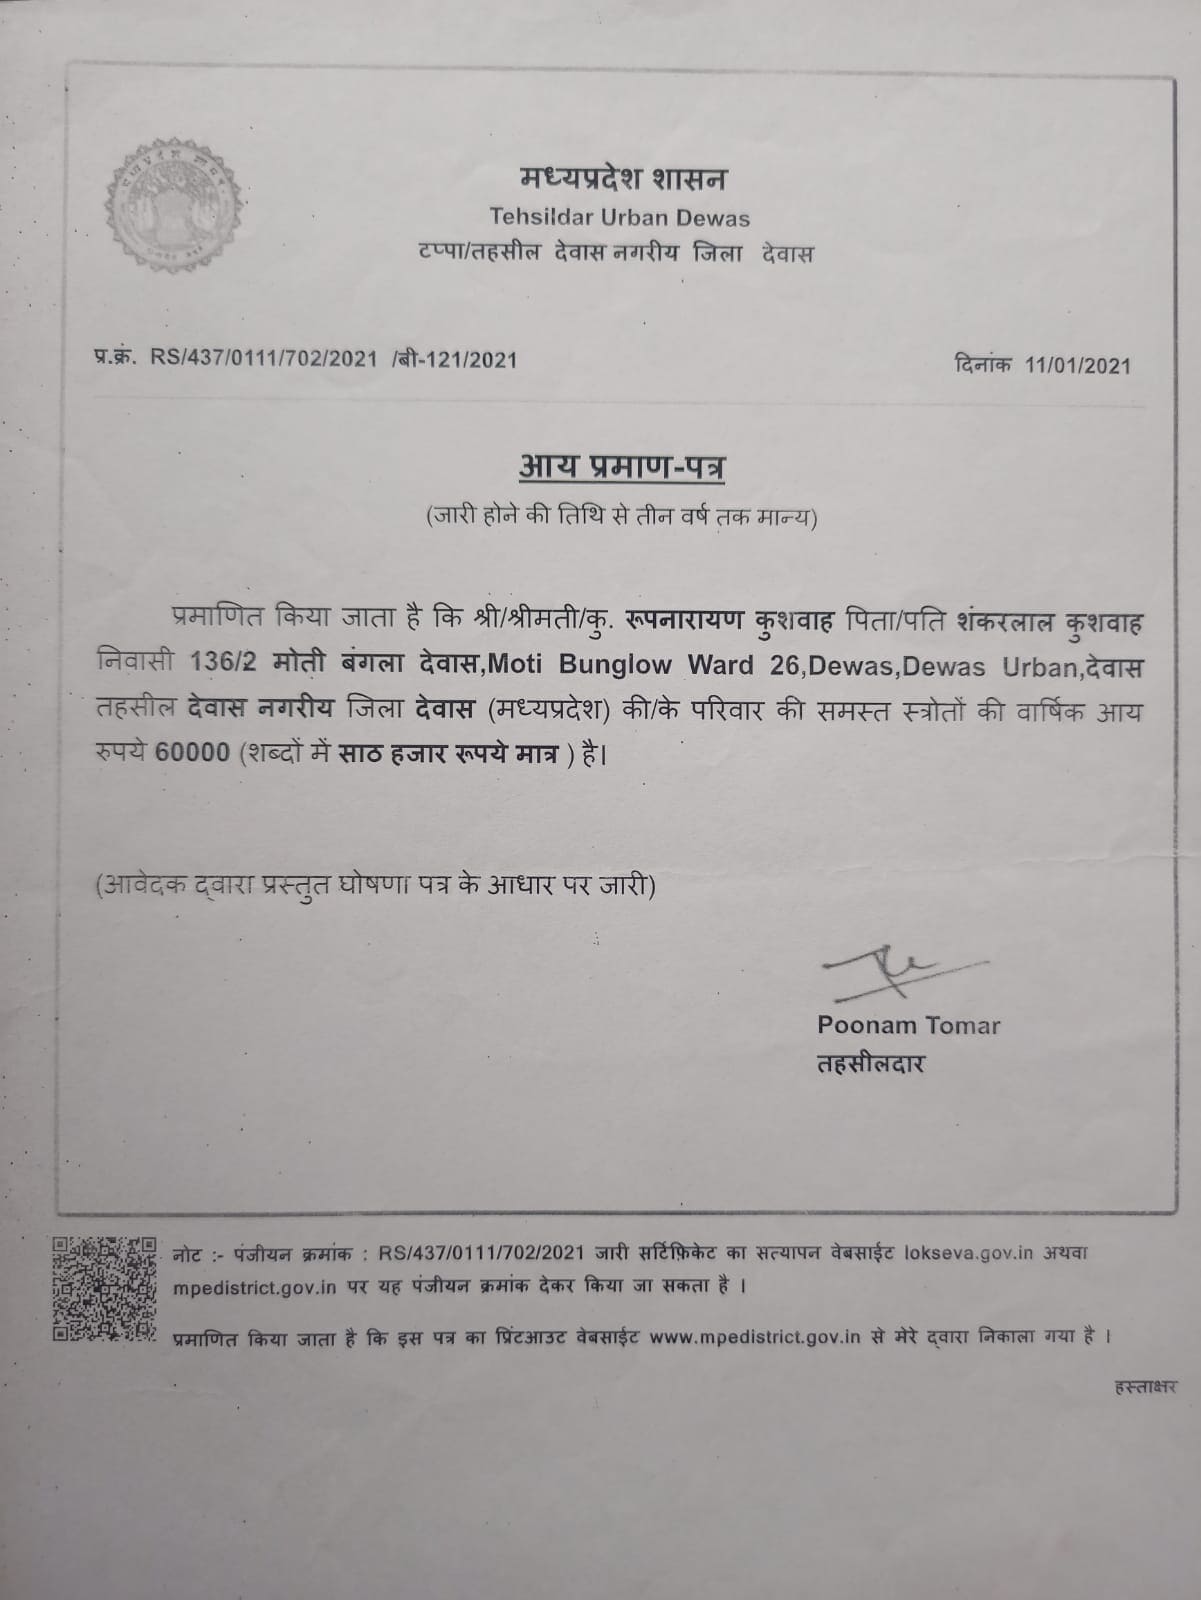 मध्यप्रदेश शासन
Tehsildar Urban Dewas
टप्पा/तहसील देवास नगरीय जिला देवास
प्र.क्रं. RS/437/0111/702/2021 /बी-121/2021
दिनांक 11/01/2021
आय प्रमाण-पत्र
(जारी होने की तिथि से तीन वर्ष तक मान्य)
प्रमाणित किया जाता है कि श्री/श्रीमती/कु. रूपनारायण कुशवाह पिता/पति शंकरलाल कुशवाह
निवासी 136/2 मोती बंगला देवास,Moti Bunglow Ward 26,Dewas,Dewas Urban,देवास
तहसील देवास नगरीय जिला देवास (मध्यप्रदेश) की/के परिवार की समस्त स्त्रोतों की वार्षिक आय
रुपये 60000 (शब्दों में साठ हजार रूपये मात्र ) है।
(आवेदक द्वारा प्रस्तुत घोषणा पत्र के आधार पर जारी)
Poonam Tomar
तहसीलदार
नोट :- पंजीयन क्रमांक : RS/437/0111/702/2021 जारी सर्टिफ़िकेट का सत्यापन वेबसाईट lokseva.gov.in अथवा
mpedistrict.gov.in पर यह पंजीयन क्रमांक देकर किया जा सकता है ।
प्रमाणित किया जाता है कि इस पत्र का प्रिंटआउट वेबसाईट www.mpedistrict.gov.in से मेरे द्वारा निकाला गया है ।
हस्ताक्षर